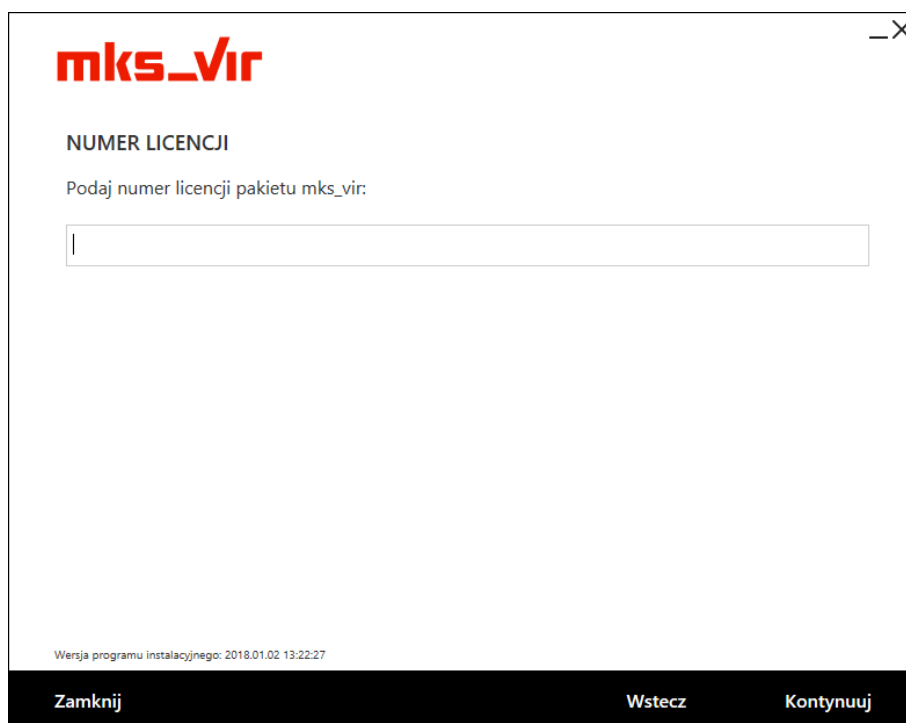 mks_vir
NUMER LICENCJI
Podaj numer licencji pakietu mks_vir:
Wersja programu instalacyjnego: 2018.01.02 13:22:27
Zamknij
Wstecz
Kontynuuj